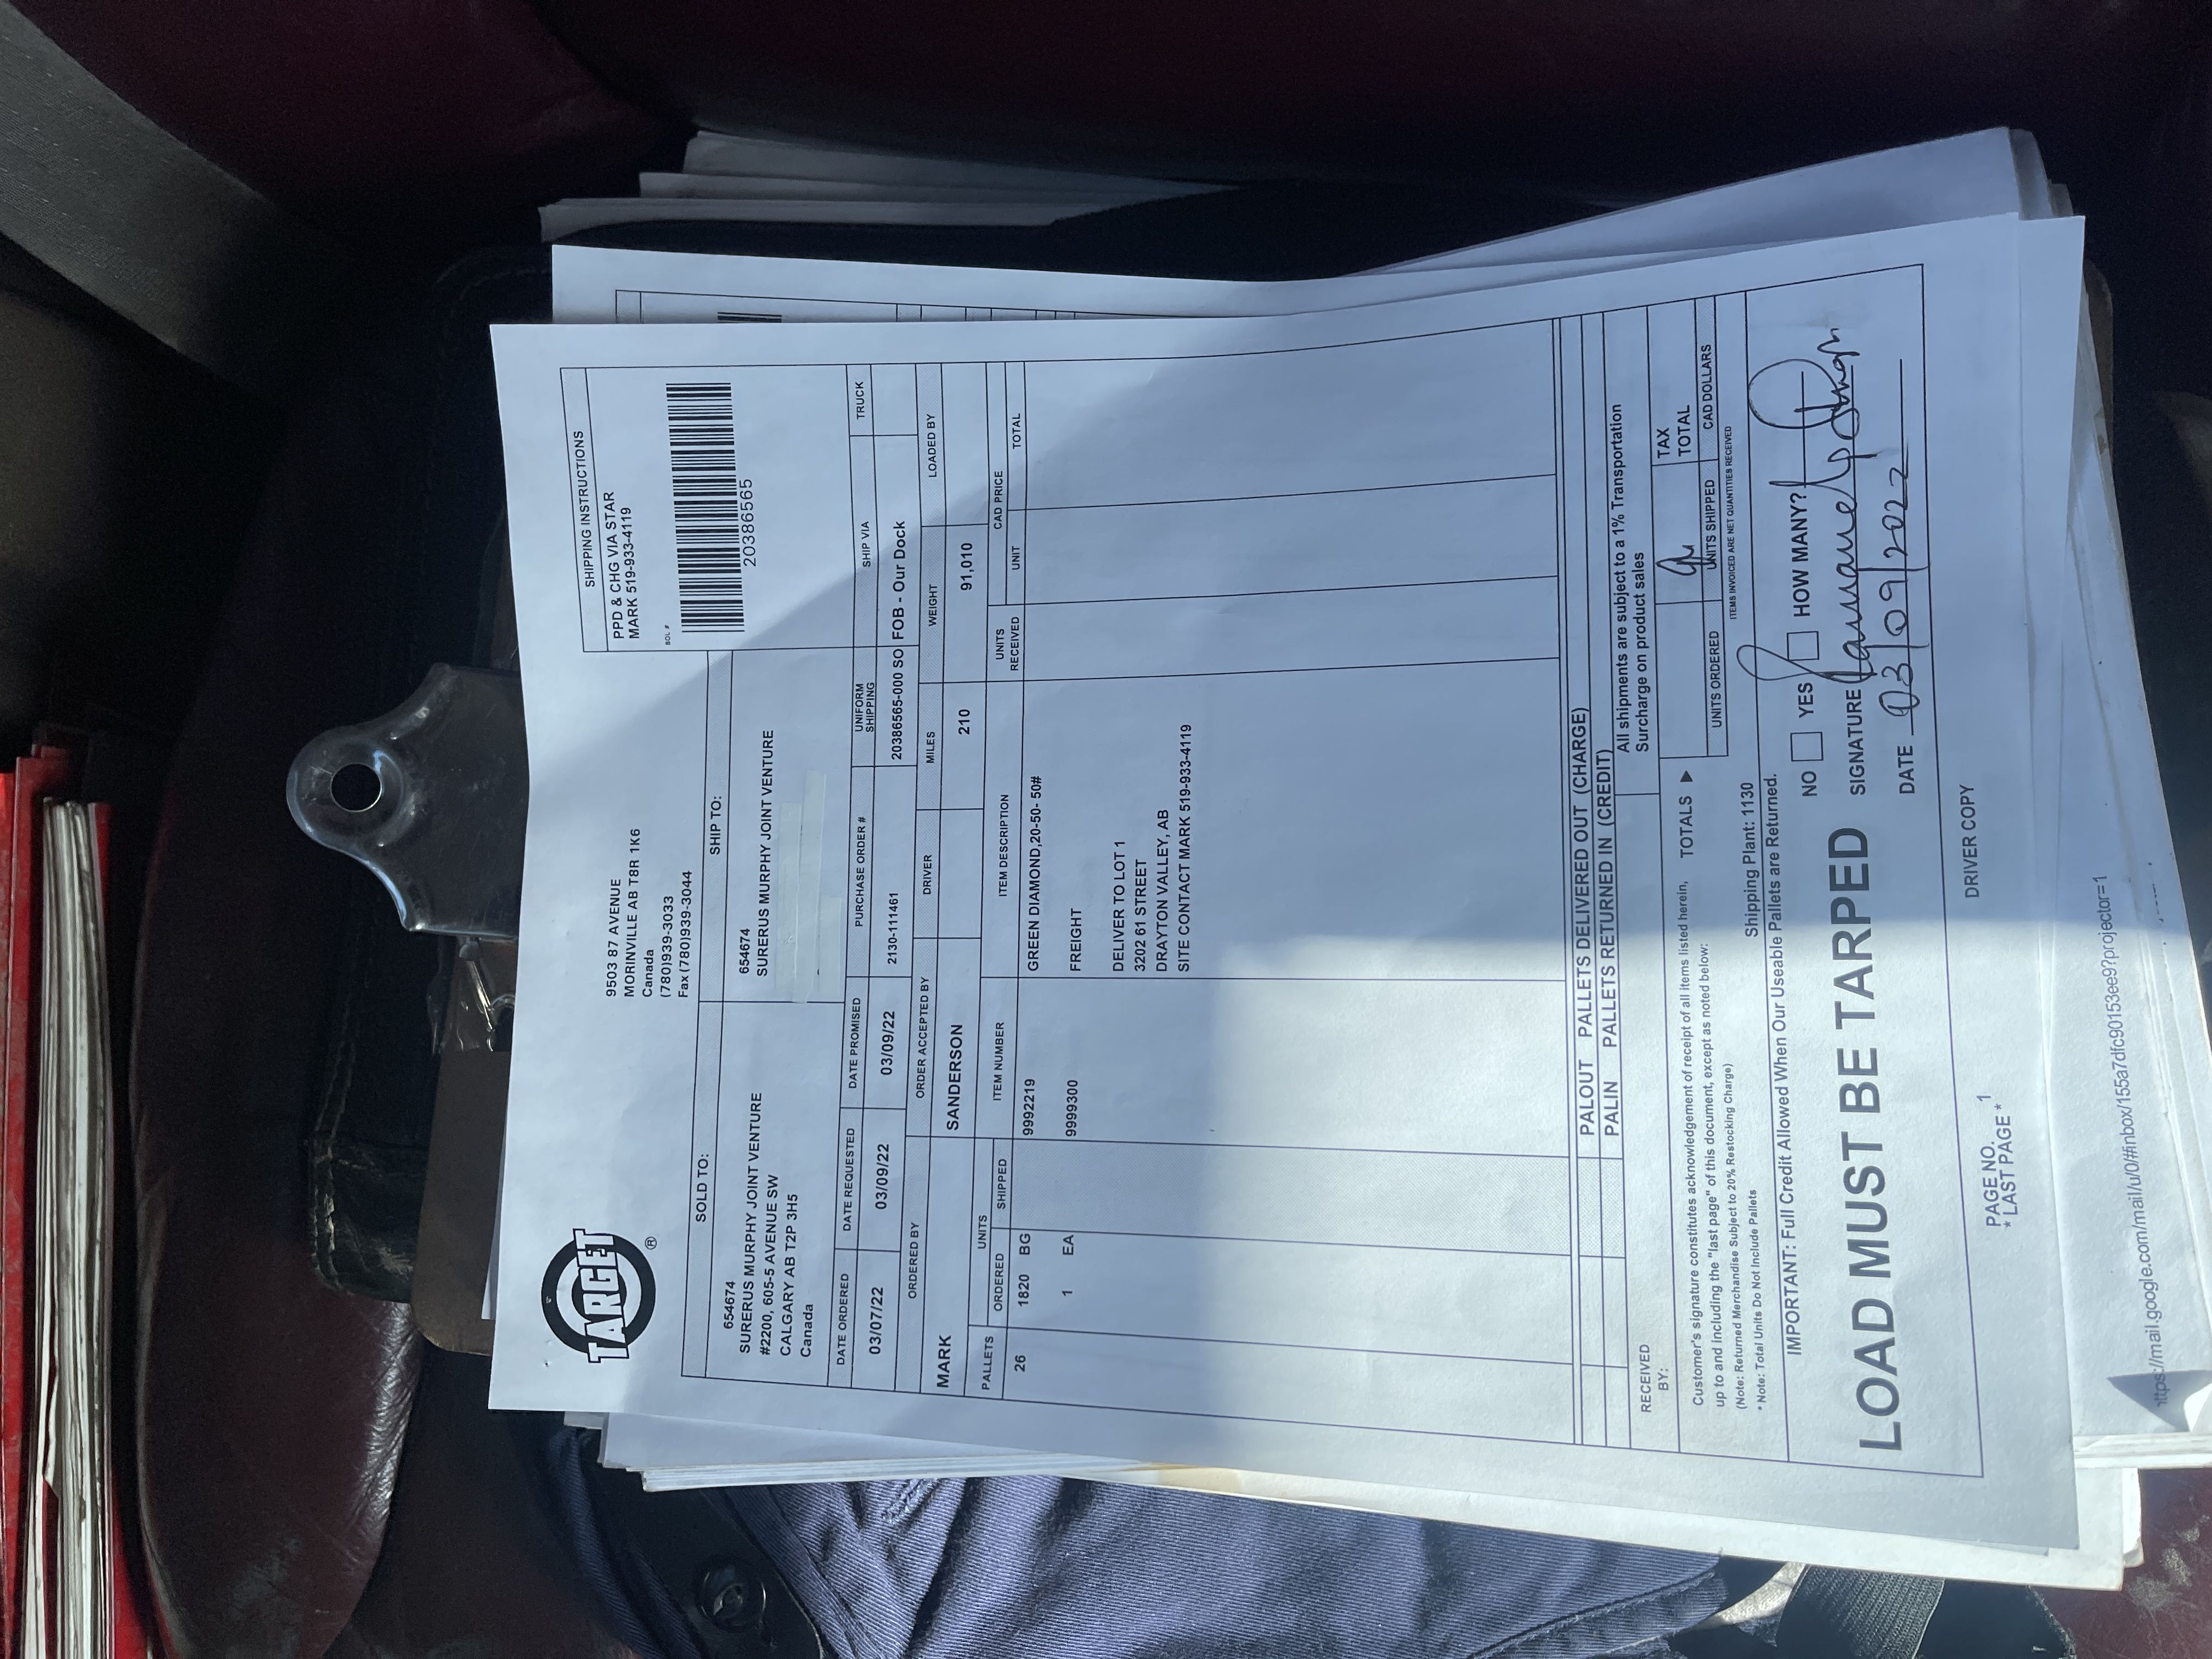 TARGET
®
9503 87 AVENUE
MORINVILLE AB T8R 1K6
Canada
(780)939-3033
Fax (780)939-3044
SHIPPING INSTRUCTIONS
PPD & CHG VIA STAR
MARK 519-933-4119
BOL #
20386565
SOLD TO:
654674
SURERUS MURPHY JOINT VENTURE
#2200, 605-5 AVENUE SW
CALGARY AB T2P 3H5
Canada
SHIP TO:
654674
SURERUS MURPHY JOINT VENTURE
DATE ORDERED DATE REQUESTED DATE PROMISED PURCHASE ORDER # UNIFORM SHIPPING SHIP VIA TRUCK
03/07/22 03/09/22 03/09/22 2130-111461 20386565-000 SO FOB - Our Dock
ORDERED BY ORDER ACCEPTED BY DRIVER MILES WEIGHT LOADED BY
MARK SANDERSON 210 91,010
PALLETS UNITS ITEM NUMBER ITEM DESCRIPTION UNITS RECEIVED CAD PRICE
ORDERED SHIPPED UNIT TOTAL
26 1820 BG 9992219 GREEN DIAMOND,20-50- 50#
1 EA 9999300 FREIGHT
DELIVER TO LOT 1
3202 61 STREET
DRAYTON VALLEY, AB
SITE CONTACT MARK 519-933-4119
PALOUT PALLETS DELIVERED OUT (CHARGE)
PALIN PALLETS RETURNED IN (CREDIT)
RECEIVED
BY:
All shipments are subject to a 1% Transportation
Surcharge on product sales
Customer's signature constitutes acknowledgement of receipt of all items listed herein,
up to and including the "last page" of this document, except as noted below:
(Note: Returned Merchandise Subject to 20% Restocking Charge)
* Note: Total Units Do Not Include Pallets
TOTALS ▶
TAX
TOTAL
UNITS ORDERED UNITS SHIPPED CAD DOLLARS
ITEMS INVOICED ARE NET QUANTITIES RECEIVED
Shipping Plant: 1130
IMPORTANT: Full Credit Allowed When Our Useable Pallets are Returned.
NO YES HOW MANY?
LOAD MUST BE TARPED
SIGNATURE
DATE 03/09/2022
DRIVER COPY
PAGE NO. 1
* LAST PAGE *
ttps://mail.google.com/mail/u/0/#inbox/155a7dfc90153ee9?projector=1